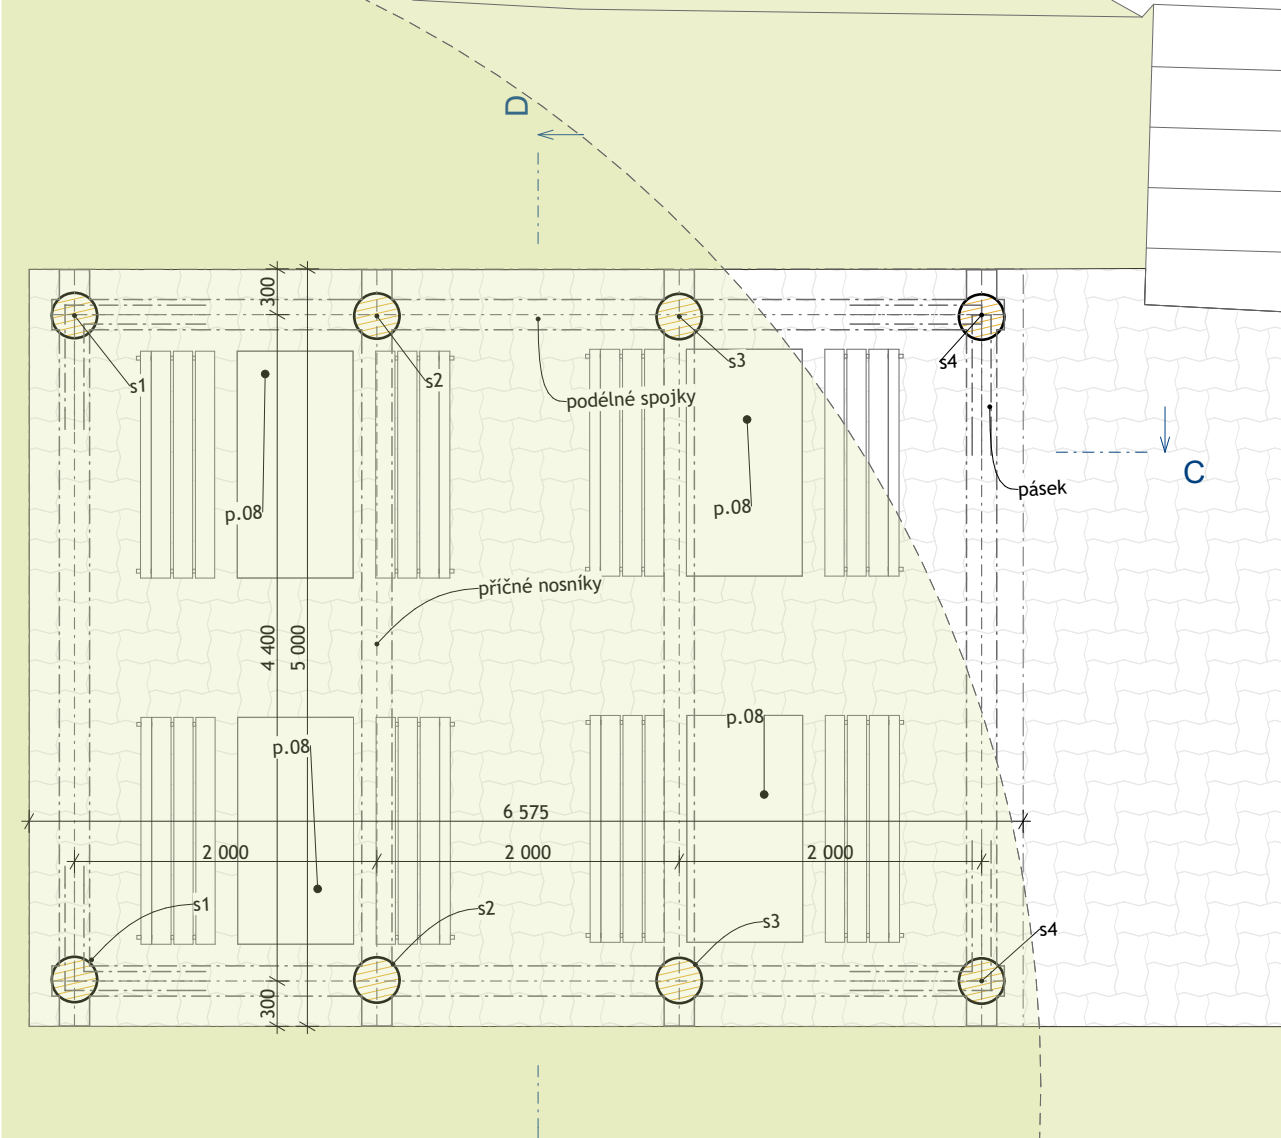 D
300
s1
s2
s3
s4
podélné spojky
C
pásek
p.08
p.08
příčné nosníky
4 400
5 000
p.08
p.08
6 575
2 000
2 000
2 000
s1
s2
s3
s4
300